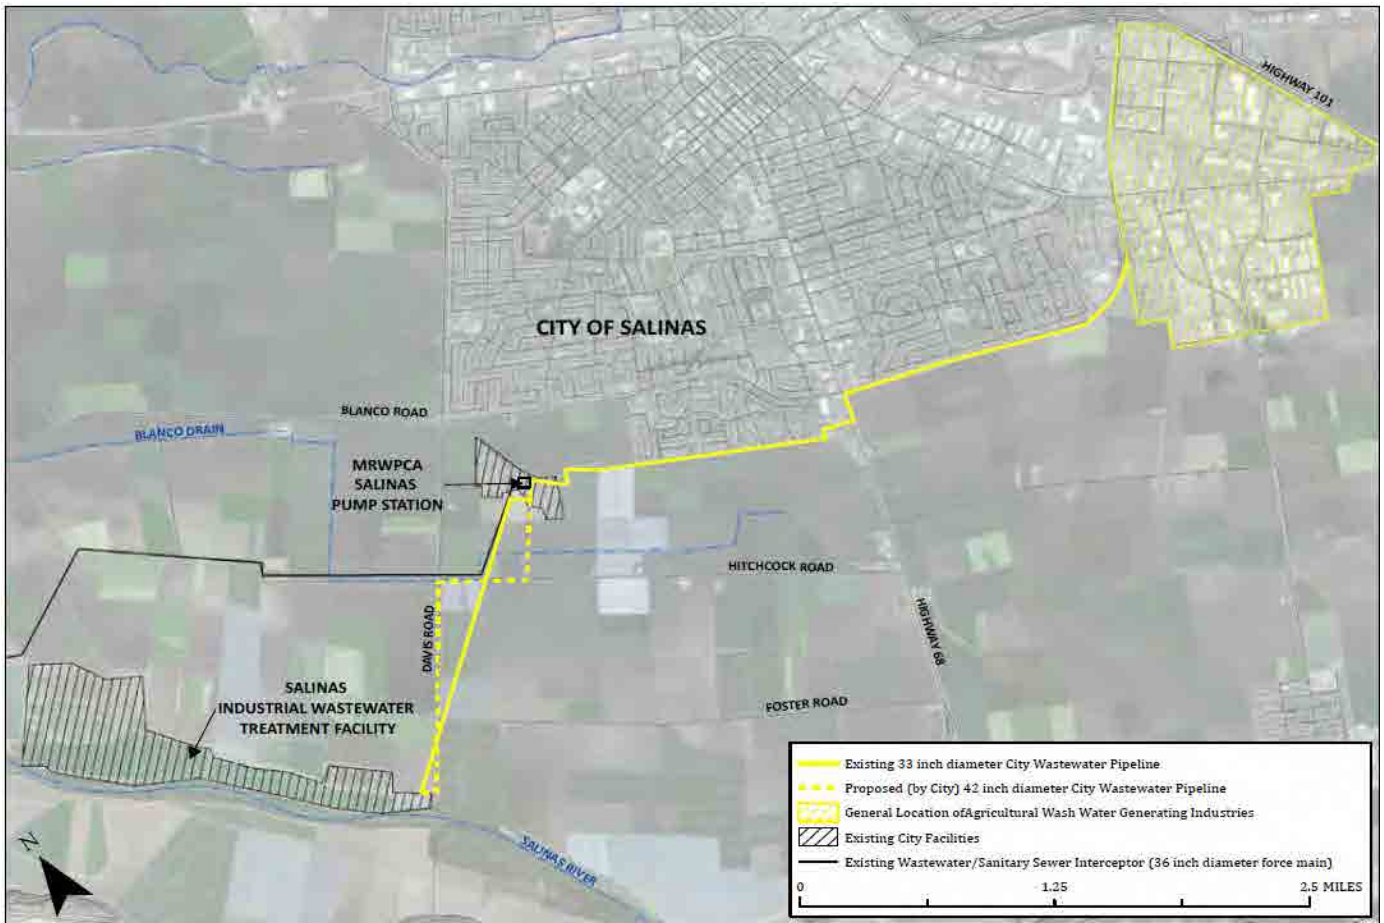 HIGHWAY 101
CITY OF SALINAS
BLANCO ROAD
BLANCO DRAIN
MRWPCA
SALINAS
PUMP STATION
HITCHCOCK ROAD
DAVIS ROAD
HIGHWAY 68
SALINAS
INDUSTRIAL WASTEWATER
TREATMENT FACILITY
FOSTER ROAD
SALINAS RIVER
N
Existing 33 inch diameter City Wastewater Pipeline
Proposed (by City) 42 inch diameter City Wastewater Pipeline
General Location ofAgricultural Wash Water Generating Industries
Existing City Facilities
Existing Wastewater/Sanitary Sewer Interceptor (36 inch diameter force main)
0 1.25 2.5 MILES